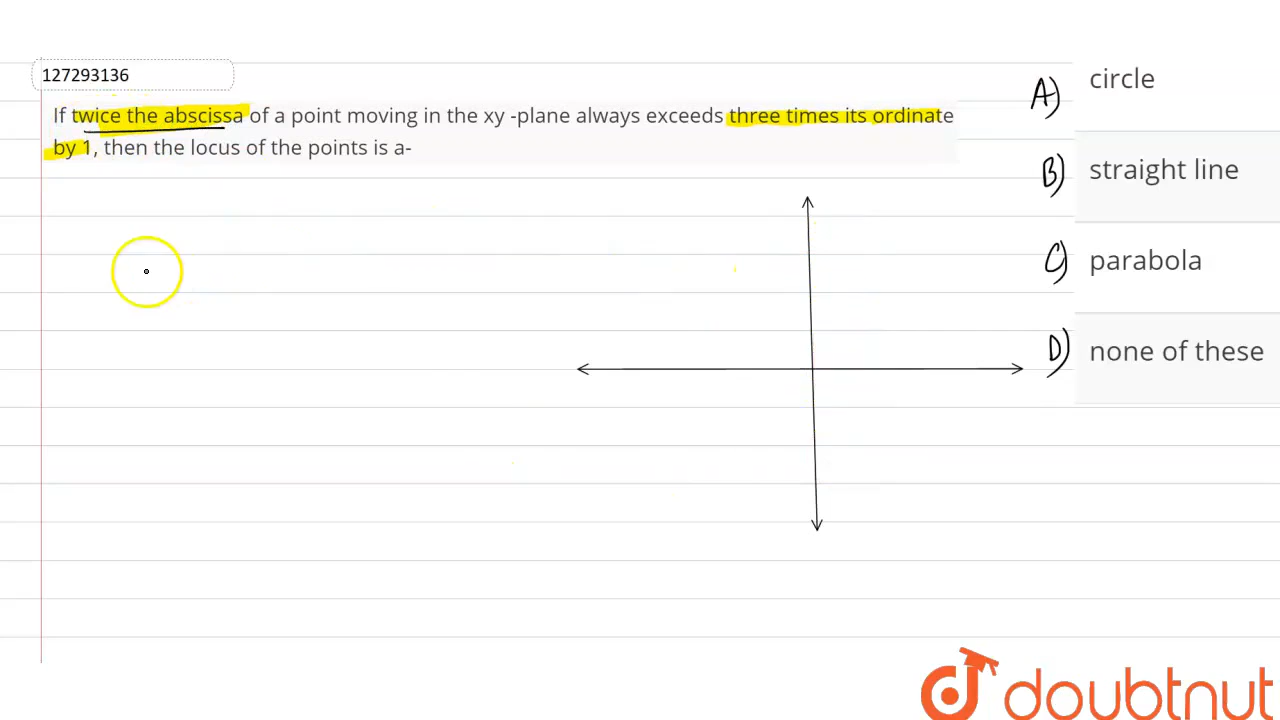 127293136
If twice the abscissa of a point moving in the xy -plane always exceeds three times its ordinate
by 1, then the locus of the points is a-
A) circle
B) straight line
C) parabola
D) none of these
doubtnut